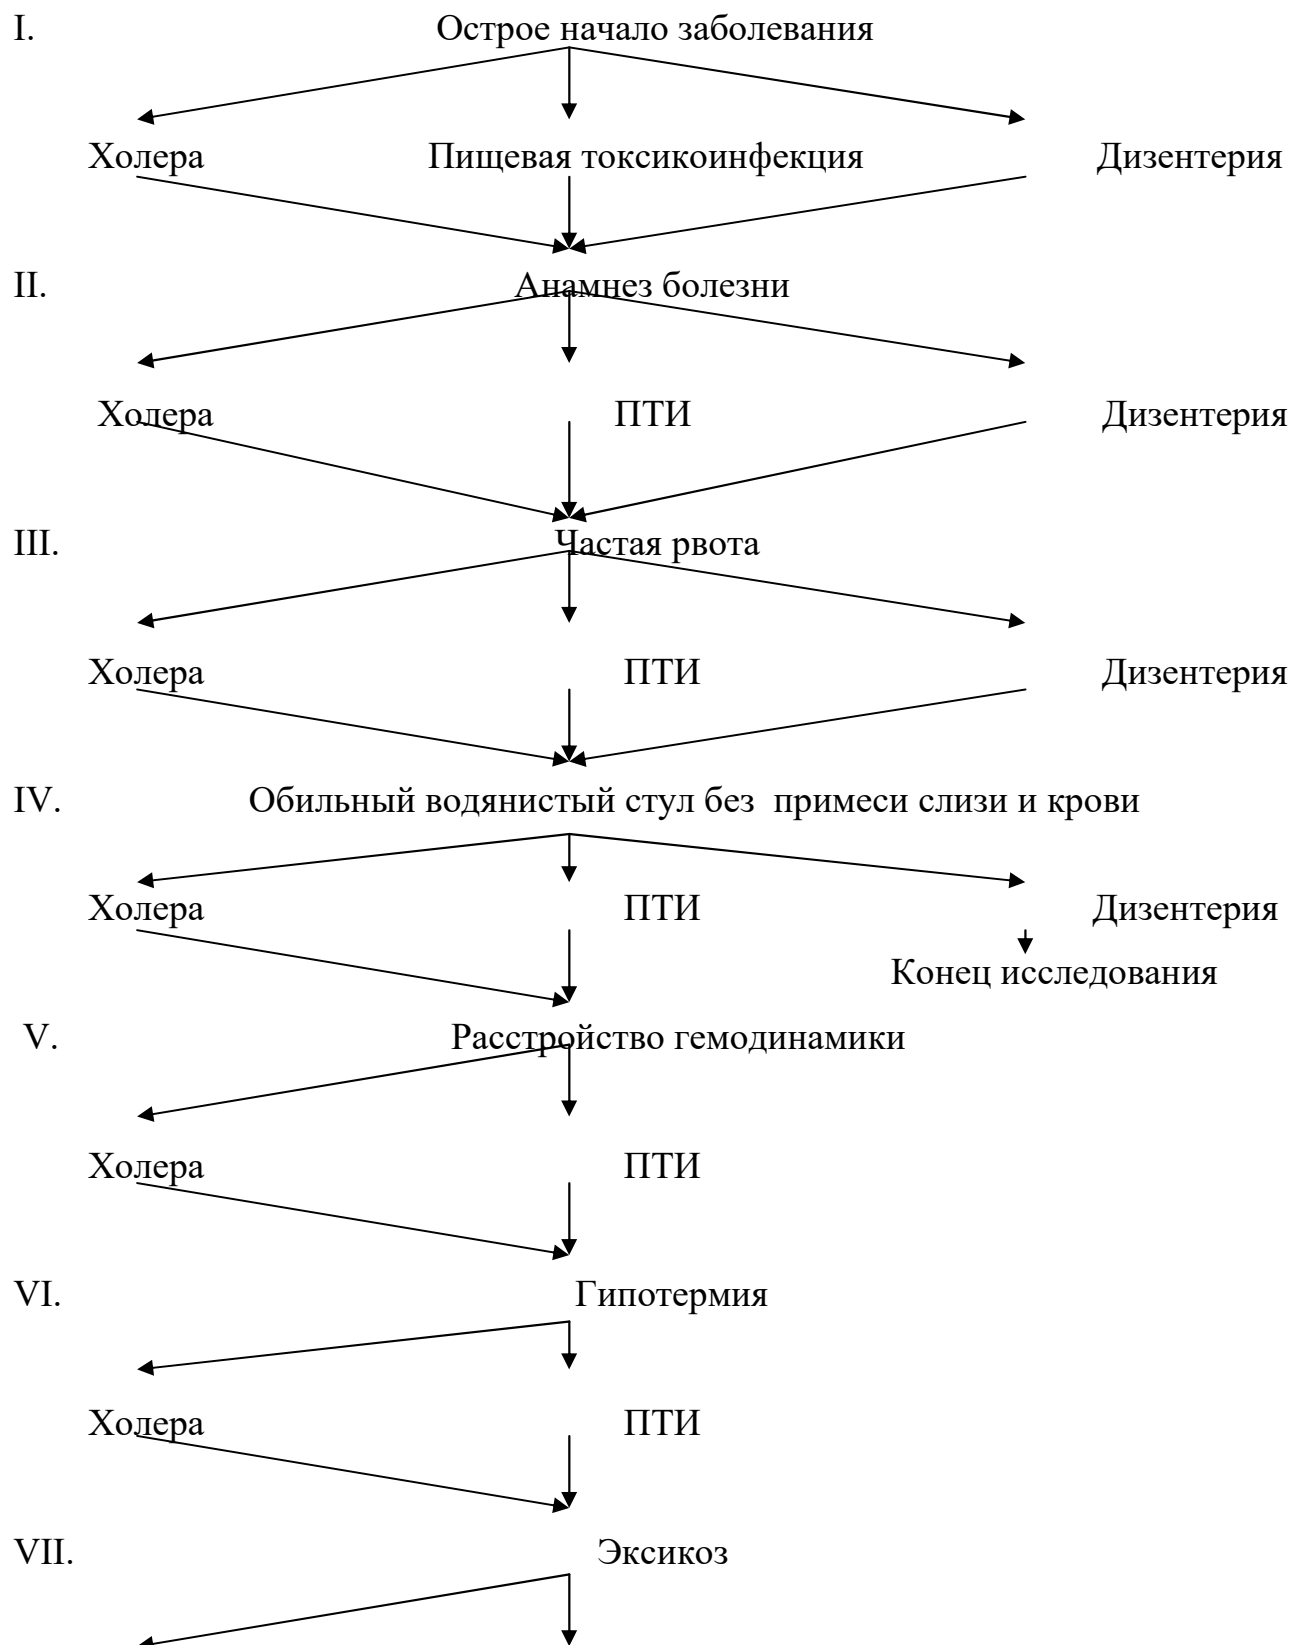 I. Острое начало заболевания
Холера Пищевая токсикоинфекция Дизентерия
II. Анамнез болезни
Холера ПТИ Дизентерия
III. Частая рвота
Холера ПТИ Дизентерия
IV. Обильный водянистый стул без примеси слизи и крови
Холера ПТИ Дизентерия
Конец исследования
V. Расстройство гемодинамики
Холера ПТИ
VI. Гипотермия
Холера ПТИ
VII. Эксикоз